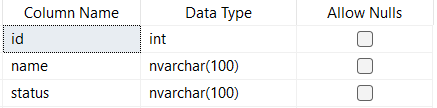 Column Name Data Type Allow Nulls
id int
name nvarchar(100)
status nvarchar(100)